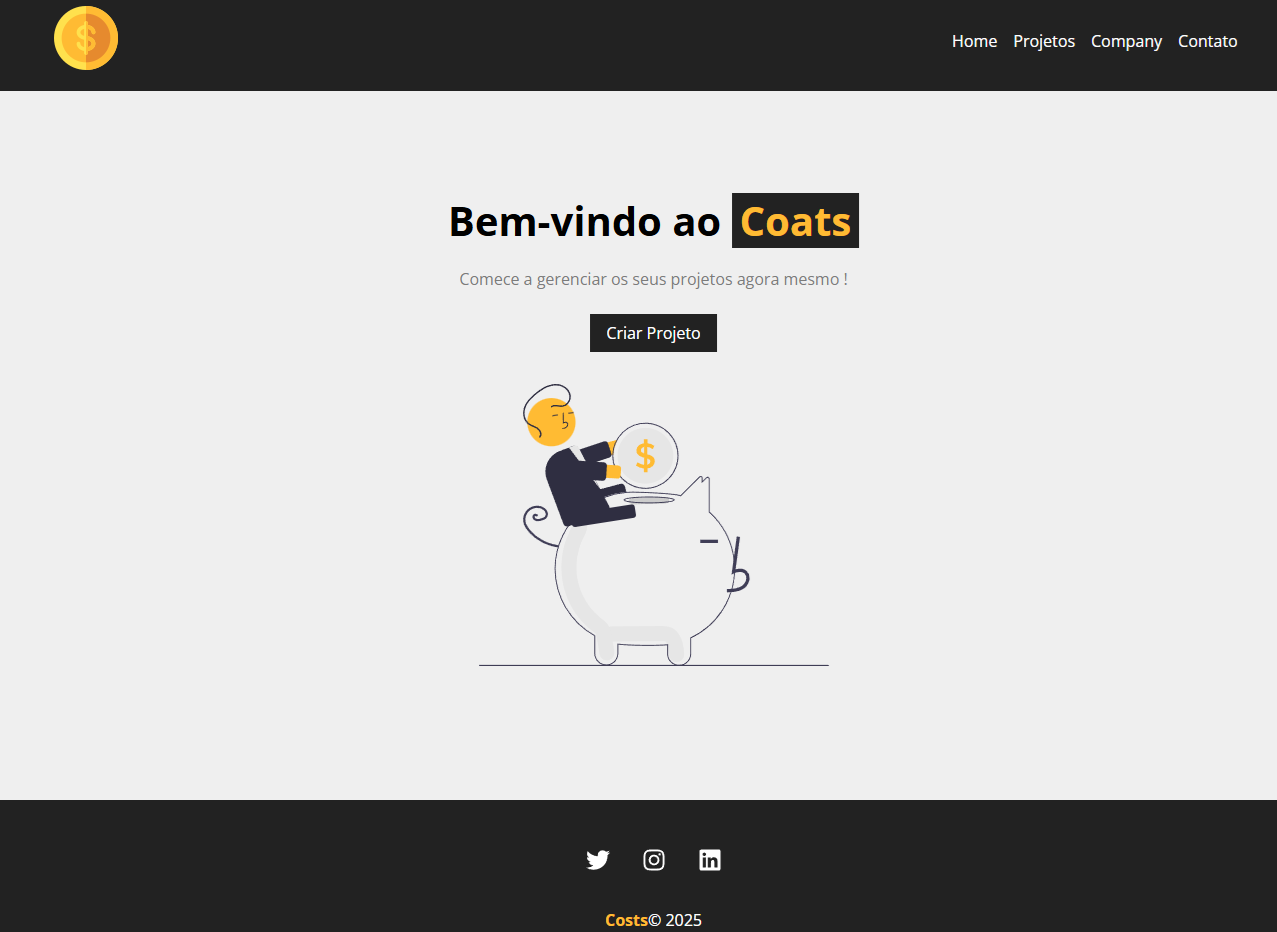 $
Home Projetos Company Contato
Bem-vindo ao Coats
Comece a gerenciar os seus projetos agora mesmo !
Criar Projeto
$
Costs© 2025